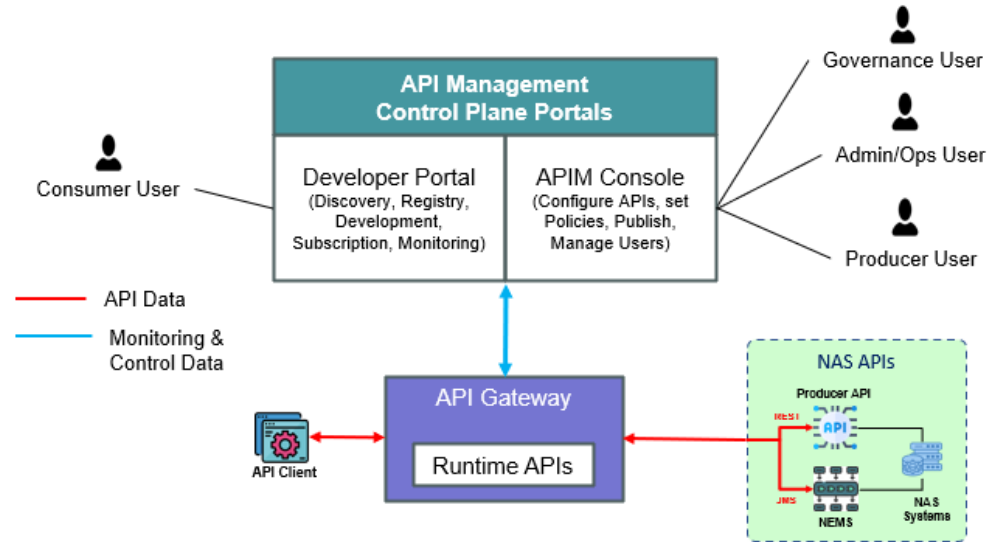 Governance User
API Management
Control Plane Portals
Admin/Ops User
Consumer User
Developer Portal
(Discovery, Registry,
Development,
Subscription, Monitoring)
APIM Console
(Configure APIs, set
Policies, Publish,
Manage Users)
Producer User
API Data
Monitoring &
Control Data
NAS APIs
API Gateway
Runtime APIs
API Client
Producer API
REST
API
JMS
NEMS
NAS
Systems